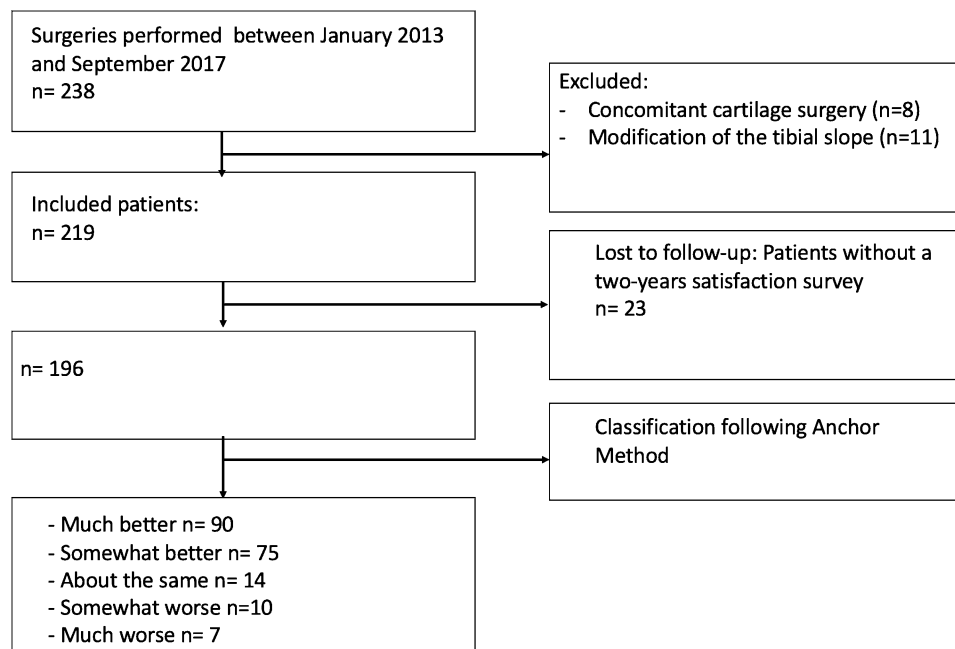 Surgeries performed between January 2013
and September 2017
n= 238
Excluded:
- Concomitant cartilage surgery (n=8)
- Modification of the tibial slope (n=11)
Included patients:
n= 219
Lost to follow-up: Patients without a
two-years satisfaction survey
n= 23
n= 196
Classification following Anchor
Method
- Much better n= 90
- Somewhat better n= 75
- About the same n= 14
- Somewhat worse n=10
- Much worse n= 7